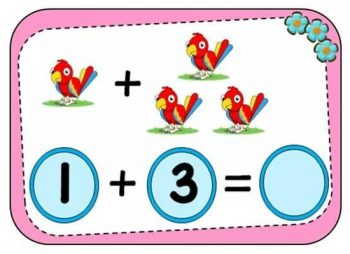 +
1 + 3 =